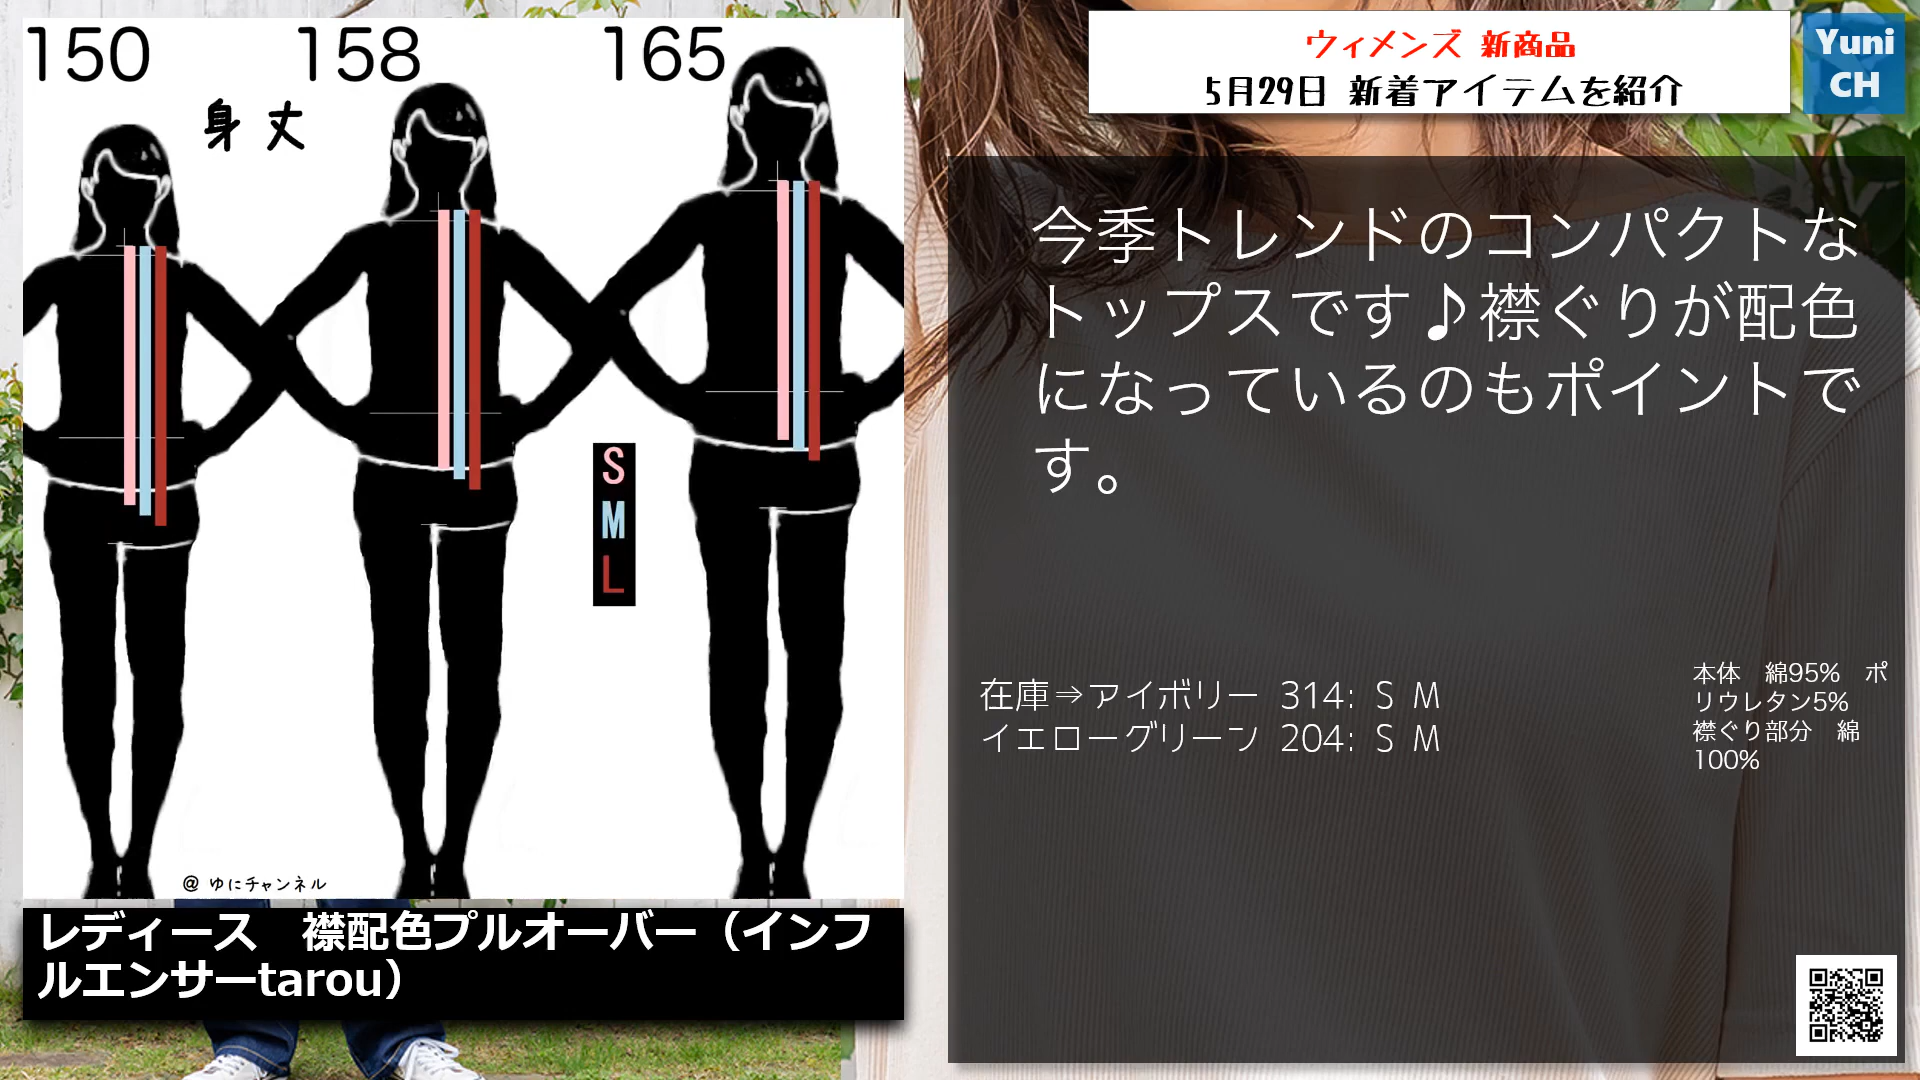 150
158
165
身丈
S
M
L
@ ゆにチャンネル
レディース　襟配色プルオーバー（インフ
ルエンサーtarou）
ウィメンズ 新商品
5月29日 新着アイテムを紹介
Yuni
CH
今季トレンドのコンパクトな
トップスです♪襟ぐりが配色
になっているのもポイントで
す。
在庫⇒アイボリー 314: S M
イエローグリーン 204: S M
本体　綿95%　ポ
リウレタン5%
襟ぐり部分　綿
100%